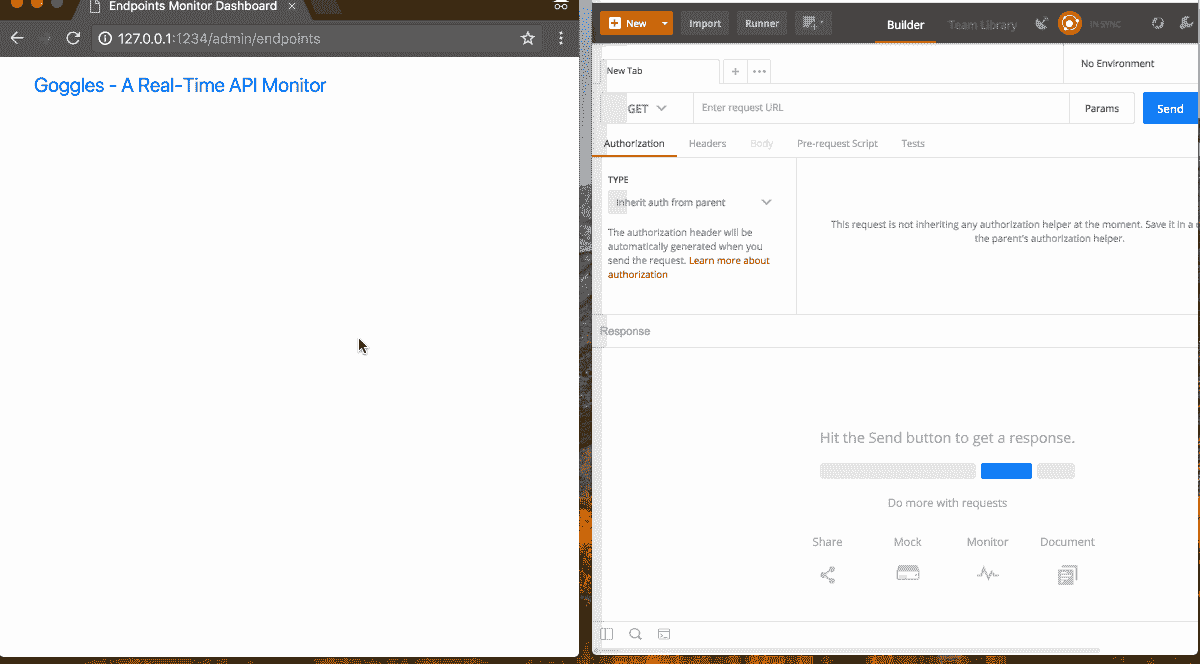 Endpoints Monitor Dashboard
127.0.0.1:1234/admin/endpoints
Goggles - A Real-Time API Monitor
New
Import
Runner
Builder
Team Library
IN SYNC
New Tab
No Environment
GET
Enter request URL
Params
Send
Authorization
Headers
Body
Pre-request Script
Tests
TYPE
Inherit auth from parent
The authorization header will be
automatically generated when you
send the request. Learn more about
authorization
This request is not inheriting any authorization helper at the moment. Save it in a
the parent's authorization helper.
Response
Hit the Send button to get a response.
Do more with requests
Share
Mock
Monitor
Document